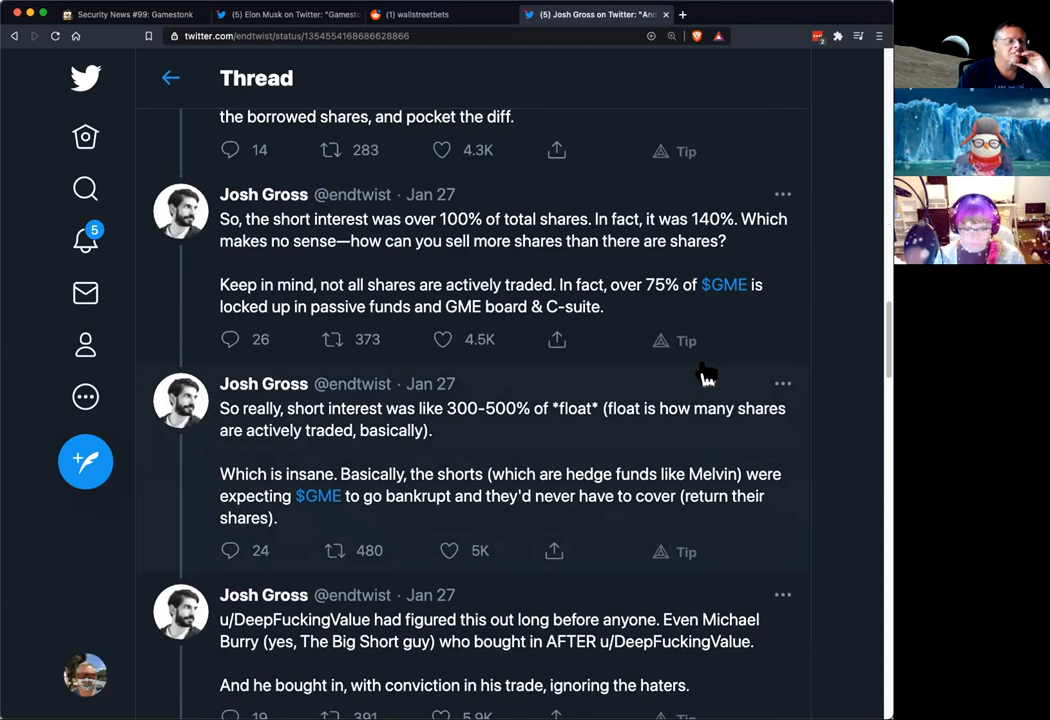 Security News #99: Gamestonk
(5) Elon Musk on Twitter: "Gamesto
(1) wallstreetbets
(5) Josh Gross on Twitter: "And
twitter.com/endtwist/status/1354554168686628866
2
Thread
the borrowed shares, and pocket the diff.
14 283 4.3K Tip
Josh Gross @endtwist · Jan 27
So, the short interest was over 100% of total shares. In fact, it was 140%. Which
makes no sense—how can you sell more shares than there are shares?
Keep in mind, not all shares are actively traded. In fact, over 75% of $GME is
locked up in passive funds and GME board & C-suite.
26 373 4.5K Tip
5
Josh Gross @endtwist · Jan 27
So really, short interest was like 300-500% of *float* (float is how many shares
are actively traded, basically).
Which is insane. Basically, the shorts (which are hedge funds like Melvin) were
expecting $GME to go bankrupt and they'd never have to cover (return their
shares).
24 480 5K Tip
Josh Gross @endtwist · Jan 27
u/DeepFuckingValue had figured this out long before anyone. Even Michael
Burry (yes, The Big Short guy) who bought in AFTER u/DeepFuckingValue.
And he bought in, with conviction in his trade, ignoring the haters.
19 391 5.9K Tip